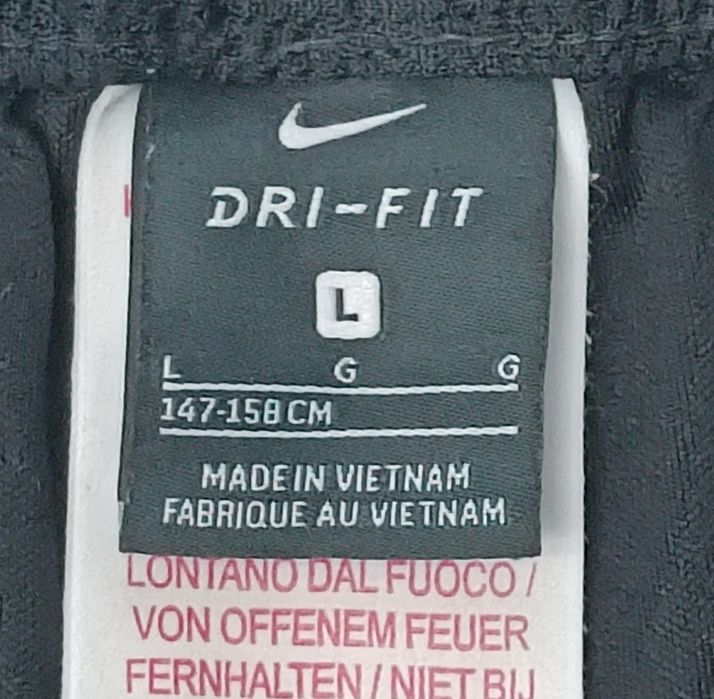 DRI-FIT
L
L G G
147-158 CM
MADE IN VIETNAM
FABRIQUE AU VIETNAM
LONTANO DAL FUOCO /
VON OFFENEM FEUER
FERNHALTEN / NIET BIJ